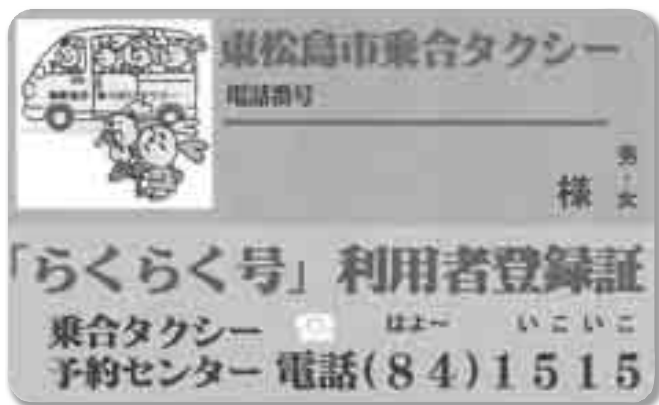 東松島市乗合タクシー
電話番号
様
男・女
「らくらく号」利用者登録証
はよ～ いこいこ
乗合タクシー
予約センター 電話(84)1515